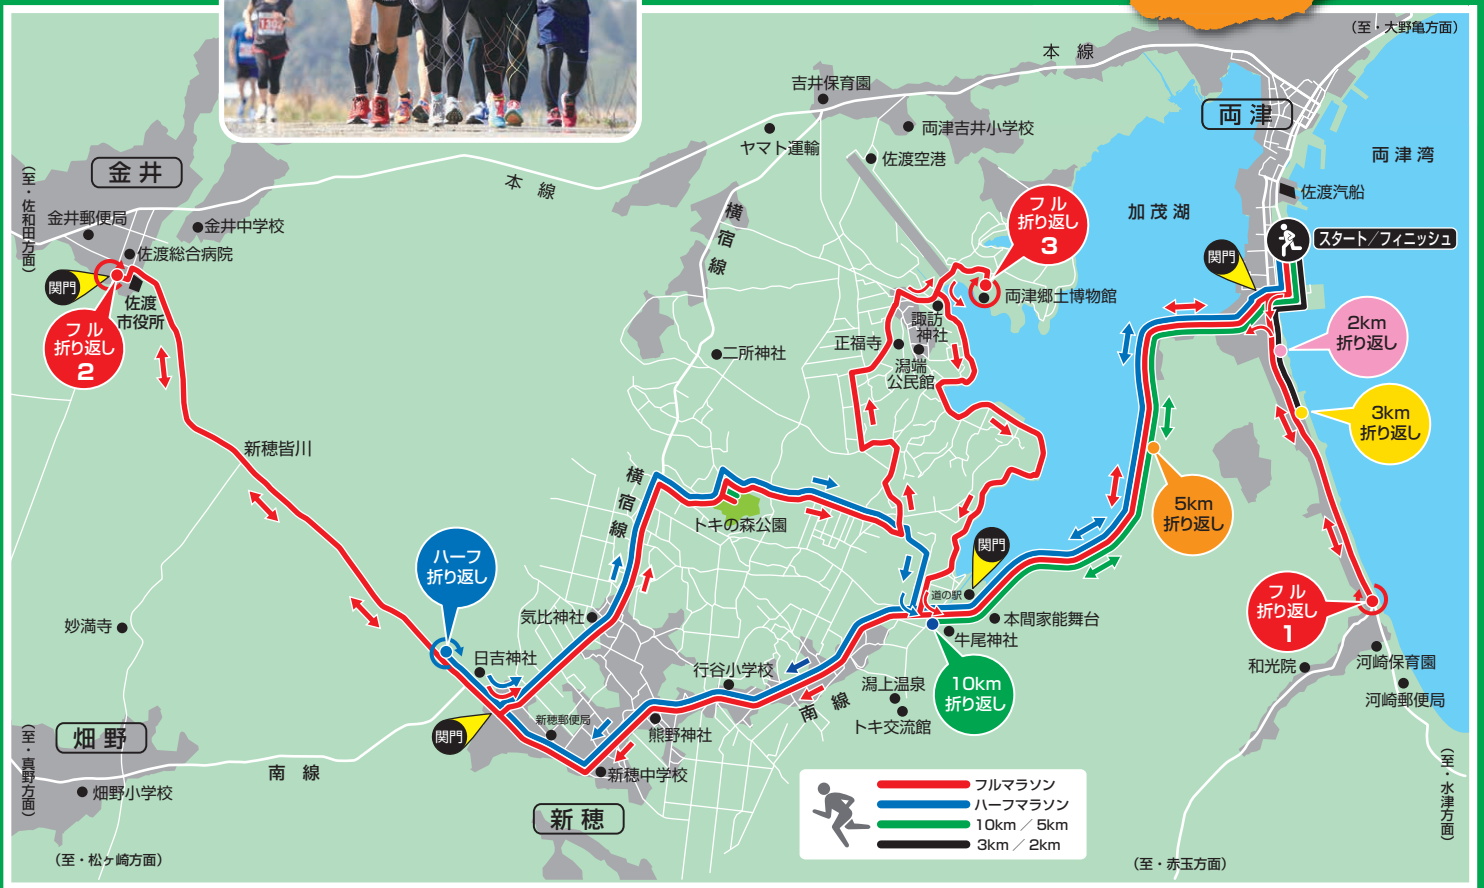 (至・大野亀方面)
本線
吉井保育園
両津
両津吉井小学校
ヤマト運輸
両津湾
佐渡空港
金井
(至・佐和田方面)
本線
佐渡汽船
フル
折り返し
3
加茂湖
横宿線
金井郵便局
金井中学校
スタート/フィニッシュ
佐渡総合病院
関門
関門
佐渡
市役所
両津郷土博物館
諏訪
神社
フル
折り返し
2
2km
折り返し
正福寺
二所神社
潟端
公民館
3km
折り返し
新穂皆川
横宿線
5km
折り返し
トキの森公園
関門
ハーフ
折り返し
道の駅
フル
折り返し
1
気比神社
本間家能舞台
妙満寺
牛尾神社
日吉神社
行谷小学校
和光院
河崎保育園
10km
折り返し
潟上温泉
河崎郵便局
南線
新穂郵便局
トキ交流館
関門
熊野神社
畑野
(至・真野方面)
南線
新穂中学校
(至・水津方面)
畑野小学校
フルマラソン
ハーフマラソン
10km / 5km
3km / 2km
新穂
(至・松ヶ崎方面)
(至・赤玉方面)